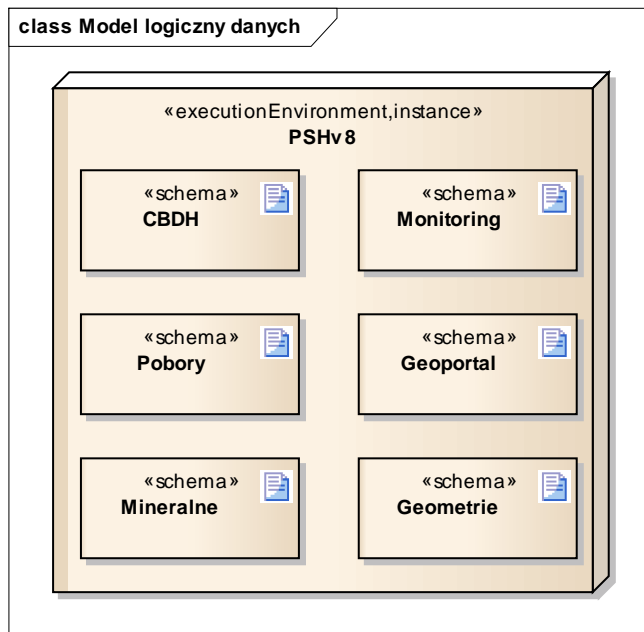 class Model logiczny danych
«executionEnvironment,instance»
PSHv8
«schema»
CBDH
«schema»
Monitoring
«schema»
Pobory
«schema»
Geoportal
«schema»
Mineralne
«schema»
Geometrie